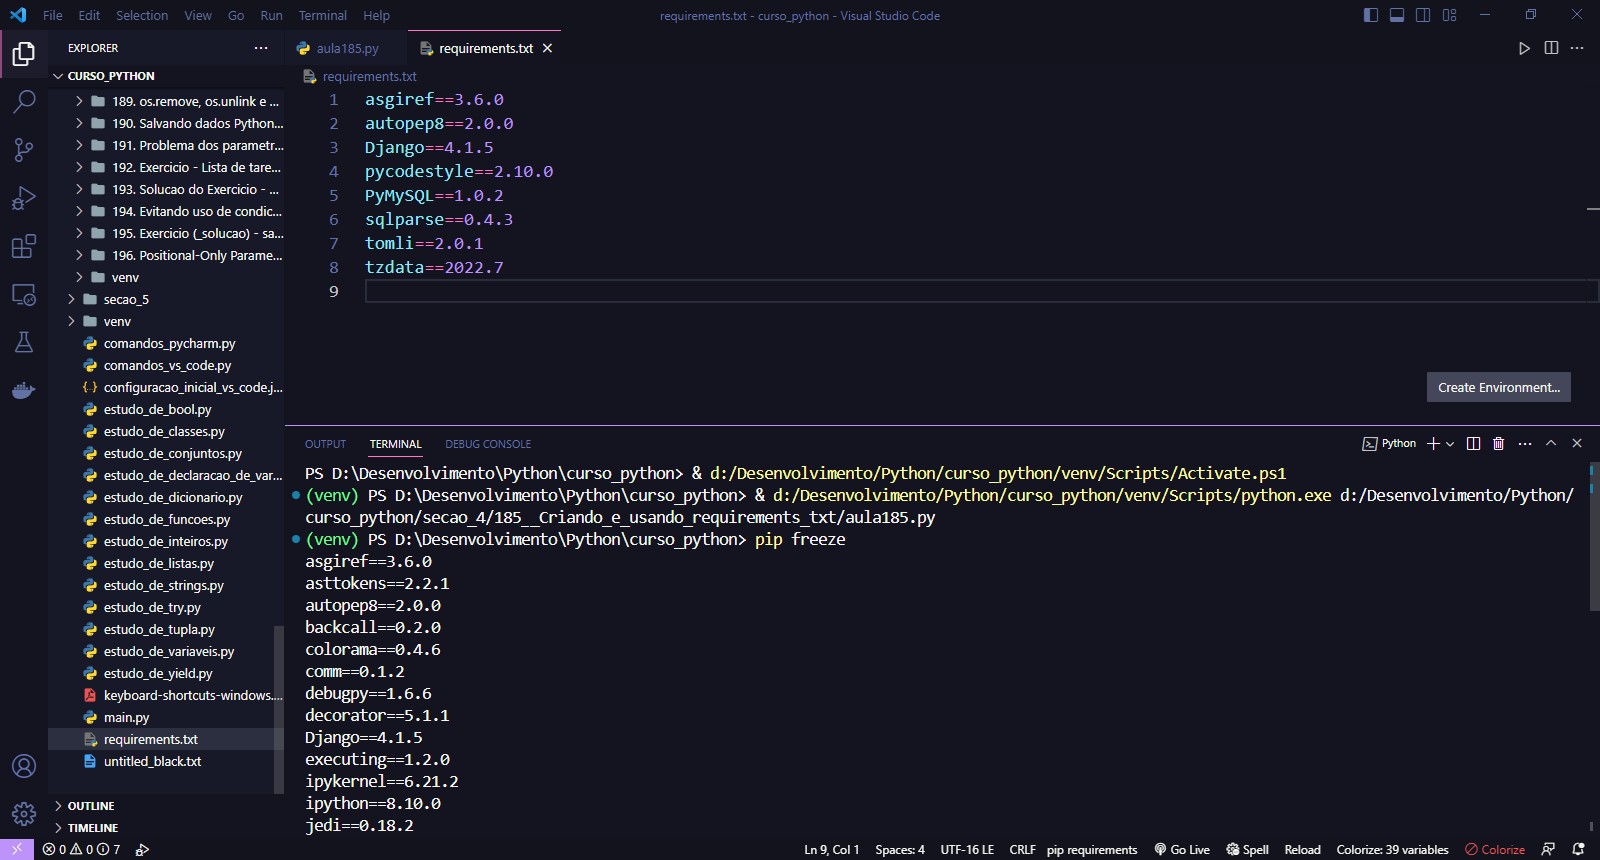 File Edit Selection View Go Run Terminal Help
requirements.txt - curso_python - Visual Studio Code
EXPLORER
CURSO_PYTHON
189. os.remove, os.unlink e ...
190. Salvando dados Python...
191. Problema dos parametr...
192. Exercicio - Lista de tare...
193. Solucao do Exercicio - ...
194. Evitando uso de condic...
195. Exercicio (_solucao) - sa...
196. Positional-Only Parame...
venv
secao_5
venv
comandos_pycharm.py
comandos_vs_code.py
configuracao_inicial_vs_code.j...
estudo_de_bool.py
estudo_de_classes.py
estudo_de_conjuntos.py
estudo_de_declaracao_de_var...
estudo_de_dicionario.py
estudo_de_funcoes.py
estudo_de_inteiros.py
estudo_de_listas.py
estudo_de_strings.py
estudo_de_try.py
estudo_de_tupla.py
estudo_de_variaveis.py
estudo_de_yield.py
keyboard-shortcuts-windows....
main.py
requirements.txt
untitled_black.txt
OUTLINE
TIMELINE
aula185.py
requirements.txt
requirements.txt
1 asgiref==3.6.0
2 autopep8==2.0.0
3 Django==4.1.5
4 pycodestyle==2.10.0
5 PyMySQL==1.0.2
6 sqlparse==0.4.3
7 tomli==2.0.1
8 tzdata==2022.7
9
Create Environment...
OUTPUT TERMINAL DEBUG CONSOLE
Python
PS D:\Desenvolvimento\Python\curso_python> & d:/Desenvolvimento/Python/curso_python/venv/Scripts/Activate.ps1
(venv) PS D:\Desenvolvimento\Python\curso_python> & d:/Desenvolvimento/Python/curso_python/venv/Scripts/python.exe d:/Desenvolvimento/Python/
curso_python/secao_4/185__Criando_e_usando_requirements_txt/aula185.py
(venv) PS D:\Desenvolvimento\Python\curso_python> pip freeze
asgiref==3.6.0
asttokens==2.2.1
autopep8==2.0.0
backcall==0.2.0
colorama==0.4.6
comm==0.1.2
debugpy==1.6.6
decorator==5.1.1
Django==4.1.5
executing==1.2.0
ipykernel==6.21.2
ipython==8.10.0
jedi==0.18.2
0 0 7
Ln 9, Col 1 Spaces: 4 UTF-16 LE CRLF pip requirements Go Live Spell Reload Colorize: 39 variables Colorize